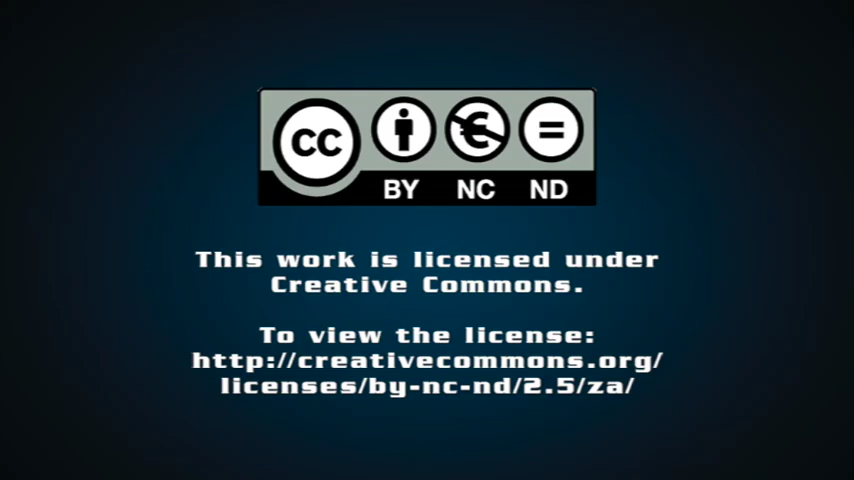 CC
BY NC ND
This work is licensed under
Creative Commons.
To view the license:
http://creativecommons.org/
licenses/by-nc-nd/2.5/za/